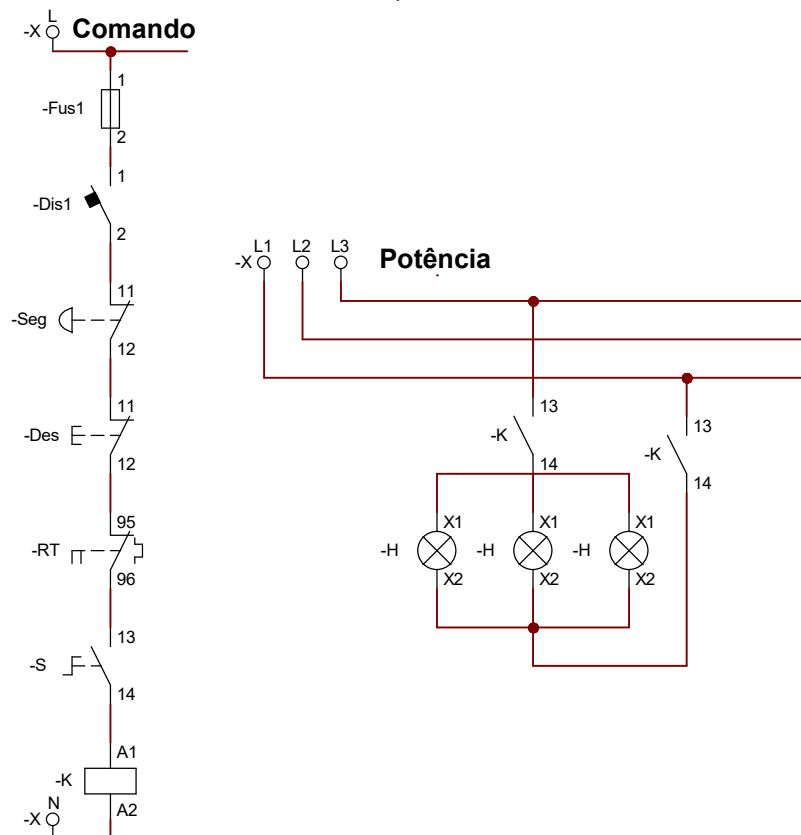 L
-X
Comando
1
-Fus1
2
1
-Dis1
2
11
-Seg
12
11
-Des
12
95
-RT
96
13
-S
14
A1
-K
A2
N
-X
L1 L2 L3
-X
Potência
13
-K
14
13
-K
14
X1 X1 X1
-H -H -H
X2 X2 X2